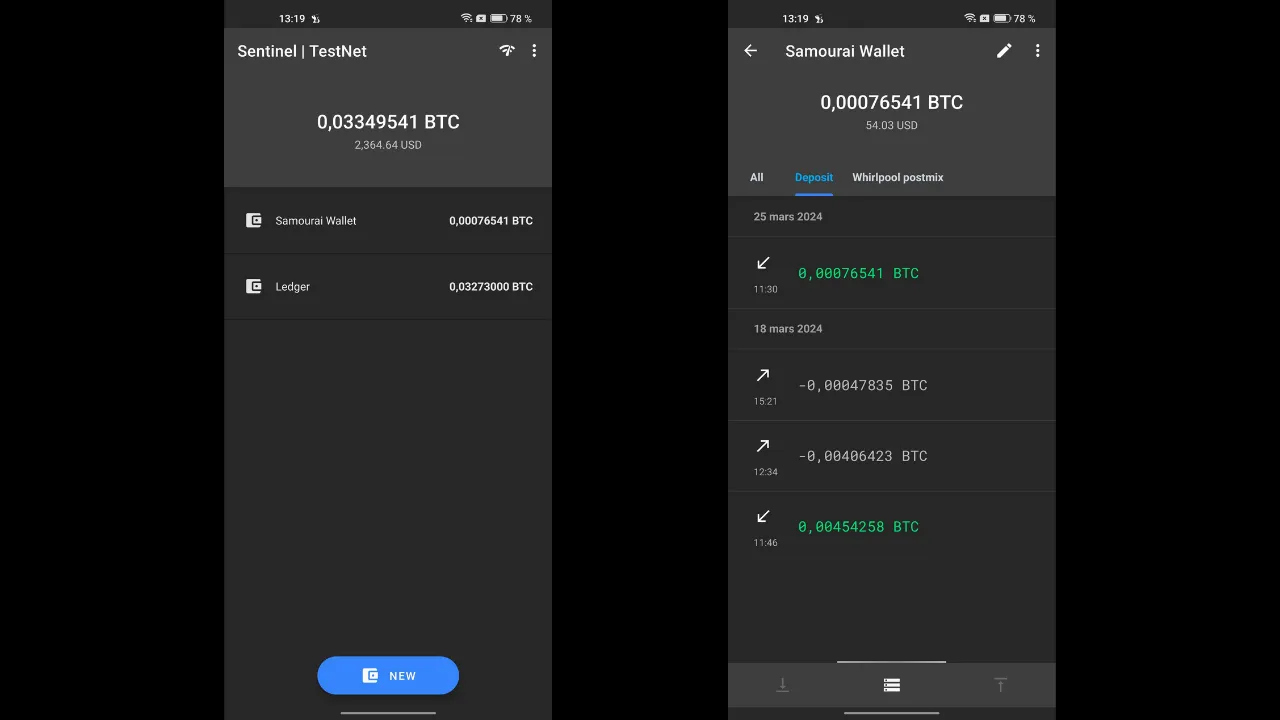 13:19
78 %
Sentinel | TestNet
0,03349541 BTC
2,364.64 USD
Samourai Wallet 0,00076541 BTC
Ledger 0,03273000 BTC
NEW
13:19
78 %
Samourai Wallet
0,00076541 BTC
54.03 USD
All Deposit Whirlpool postmix
25 mars 2024
0,00076541 BTC
11:30
18 mars 2024
-0,00047835 BTC
15:21
-0,00406423 BTC
12:34
0,00454258 BTC
11:46